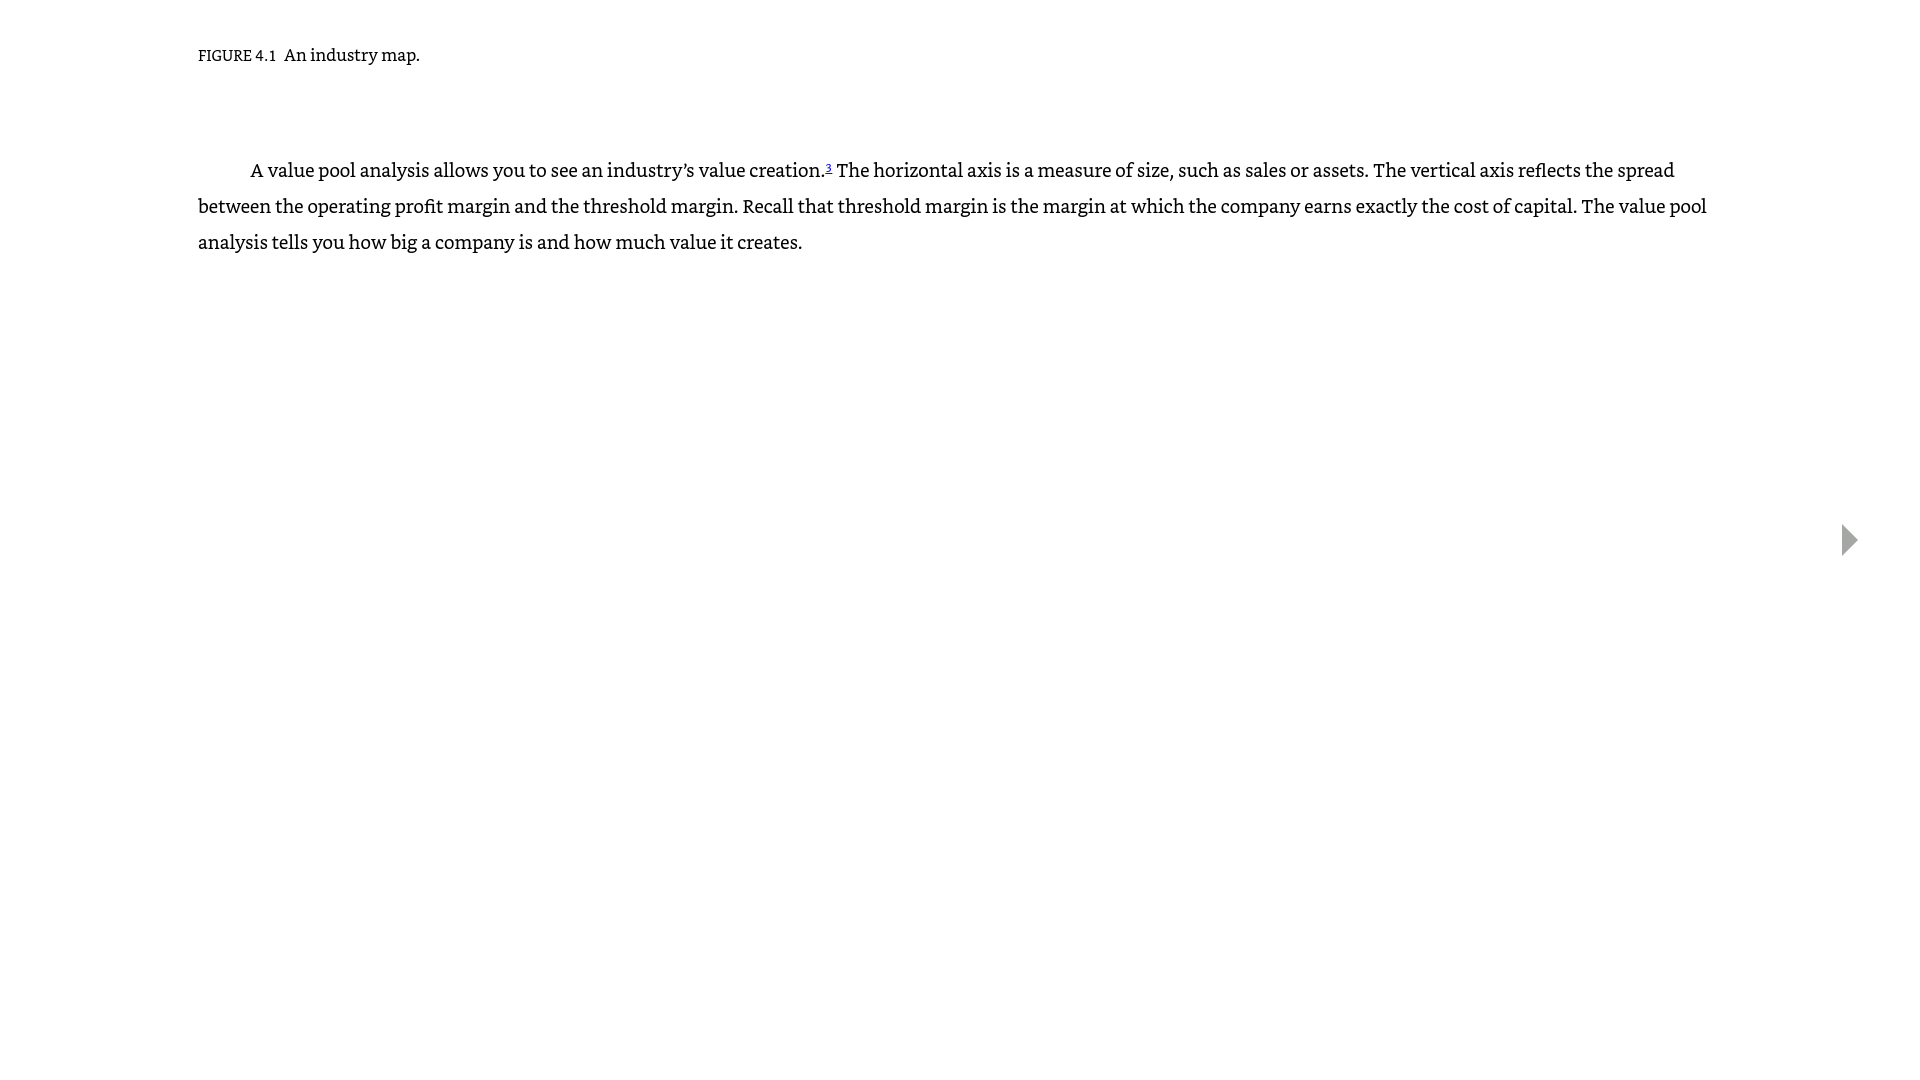 FIGURE 4.1 An industry map.
A value pool analysis allows you to see an industry’s value creation.3 The horizontal axis is a measure of size, such as sales or assets. The vertical axis reflects the spread
between the operating profit margin and the threshold margin. Recall that threshold margin is the margin at which the company earns exactly the cost of capital. The value pool
analysis tells you how big a company is and how much value it creates.